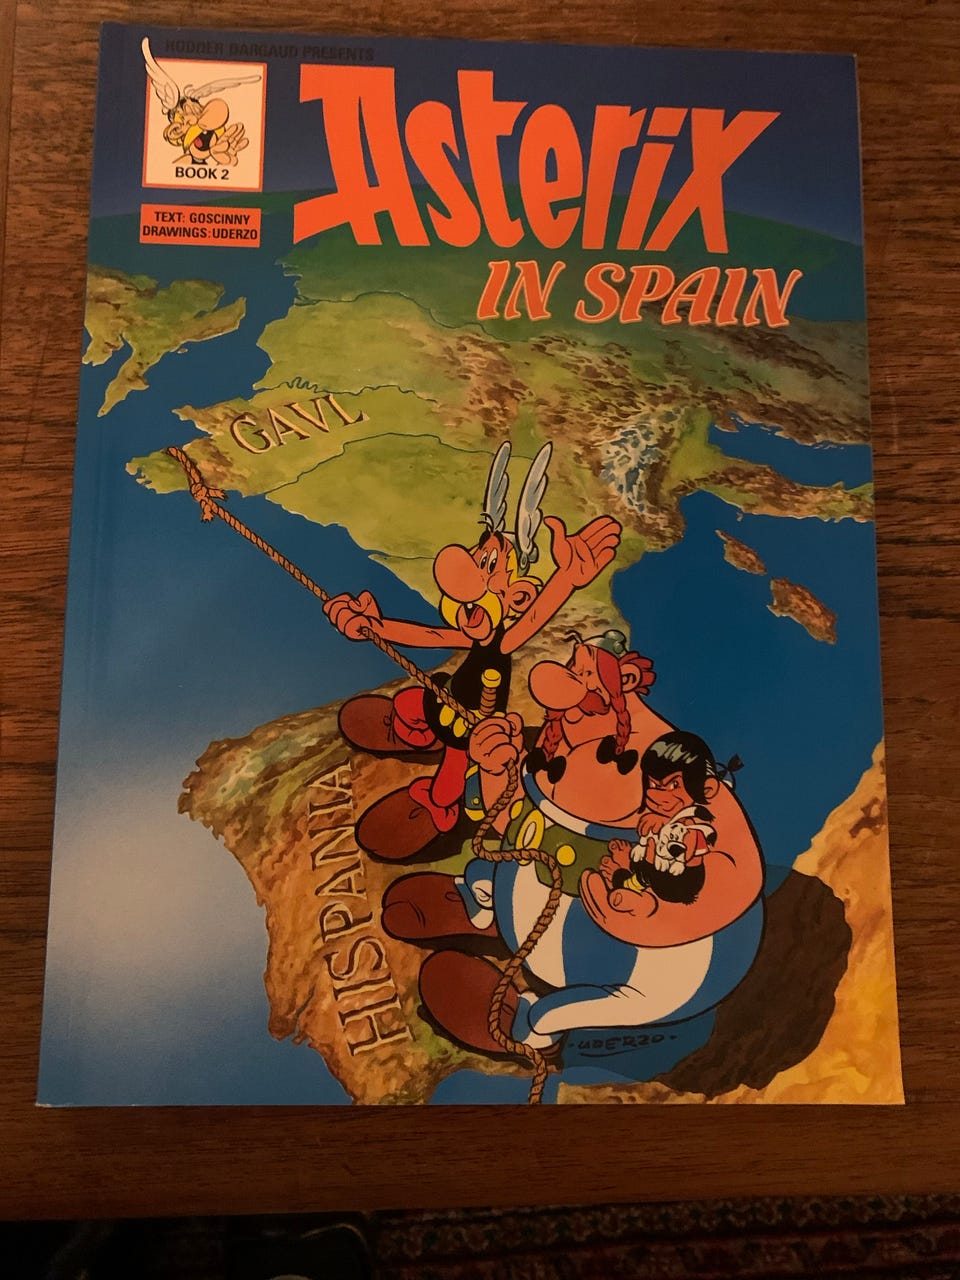 HODDER DARGAUD PRESENTS
Asterix
IN SPAIN
BOOK 2
TEXT: GOSCINNY
DRAWINGS: UDERZO
GAVL
HISPANIA
·UDERZO·